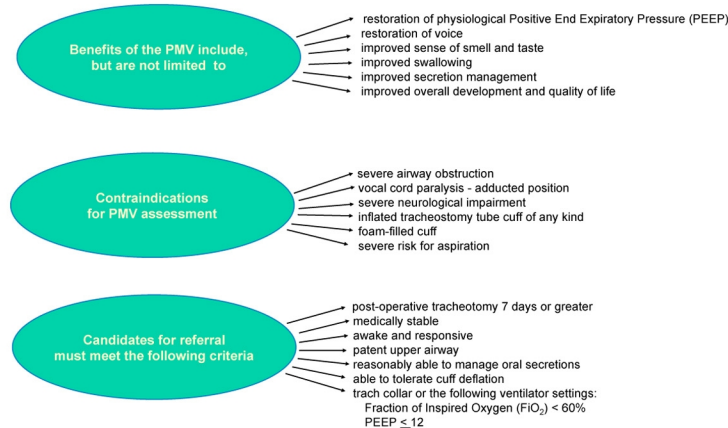 Benefits of the PMV include,
but are not limited to
restoration of physiological Positive End Expiratory Pressure (PEEP)
restoration of voice
improved sense of smell and taste
improved swallowing
improved secretion management
improved overall development and quality of life
Contraindications
for PMV assessment
severe airway obstruction
vocal cord paralysis - adducted position
severe neurological impairment
inflated tracheostomy tube cuff of any kind
foam-filled cuff
severe risk for aspiration
Candidates for referral
must meet the following criteria
post-operative tracheotomy 7 days or greater
medically stable
awake and responsive
patent upper airway
reasonably able to manage oral secretions
able to tolerate cuff deflation
trach collar or the following ventilator settings:
Fraction of Inspired Oxygen (FiO₂) < 60%
PEEP ≤ 12